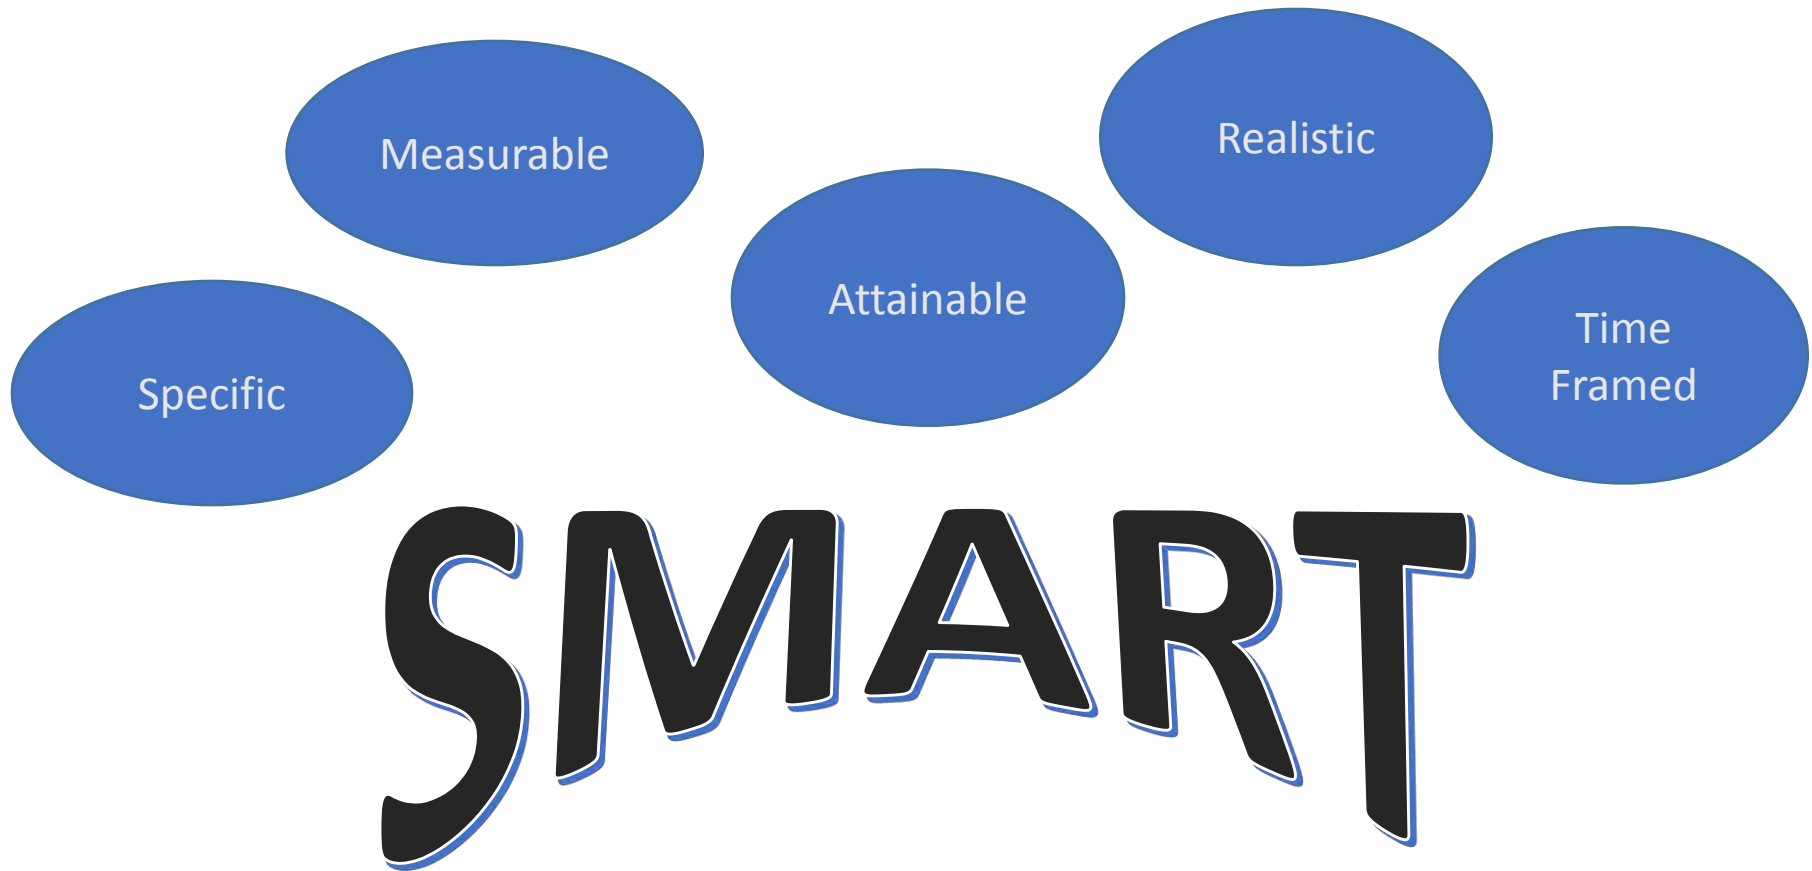 Specific
Measurable
Attainable
Realistic
Time
Framed
SMART